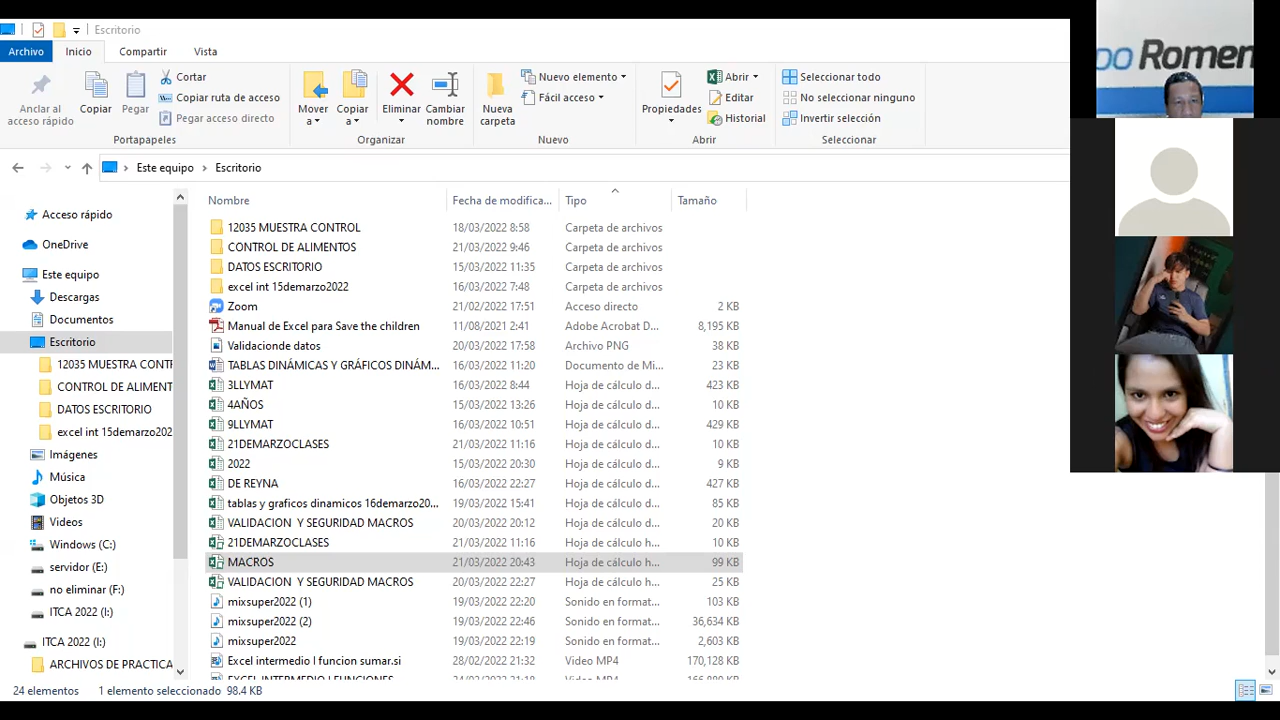 Escritorio
Archivo Inicio Compartir Vista
Anclar al acceso rápido
Copiar
Pegar
Cortar
Copiar ruta de acceso
Pegar acceso directo
Portapapeles
Mover a
Copiar a
Eliminar
Cambiar nombre
Organizar
Nueva carpeta
Nuevo elemento
Fácil acceso
Nuevo
Propiedades
Abrir
Editar
Historial
Abrir
Seleccionar todo
No seleccionar ninguno
Invertir selección
Seleccionar
Este equipo > Escritorio
Acceso rápido
OneDrive
Este equipo
Descargas
Documentos
Escritorio
12035 MUESTRA CONTR
CONTROL DE ALIMENT
DATOS ESCRITORIO
excel int 15demarzo202
Imágenes
Música
Objetos 3D
Videos
Windows (C:)
servidor (E:)
no eliminar (F:)
ITCA 2022 (I:)
ITCA 2022 (I:)
ARCHIVOS DE PRACTICA
Nombre Fecha de modifica... Tipo Tamaño
12035 MUESTRA CONTROL 18/03/2022 8:58 Carpeta de archivos
CONTROL DE ALIMENTOS 21/03/2022 9:46 Carpeta de archivos
DATOS ESCRITORIO 15/03/2022 11:35 Carpeta de archivos
excel int 15demarzo2022 16/03/2022 7:48 Carpeta de archivos
Zoom 21/02/2022 17:51 Acceso directo 2 KB
Manual de Excel para Save the children 11/08/2021 2:41 Adobe Acrobat D... 8,195 KB
Validacionde datos 20/03/2022 17:58 Archivo PNG 38 KB
TABLAS DINÁMICAS Y GRÁFICOS DINÁM... 16/03/2022 11:20 Documento de Mi... 23 KB
3LLYMAT 16/03/2022 8:44 Hoja de cálculo d... 423 KB
4AÑOS 15/03/2022 13:26 Hoja de cálculo d... 10 KB
9LLYMAT 16/03/2022 10:51 Hoja de cálculo d... 429 KB
21DEMARZOCLASES 21/03/2022 11:16 Hoja de cálculo d... 10 KB
2022 15/03/2022 20:30 Hoja de cálculo d... 9 KB
DE REYNA 16/03/2022 22:27 Hoja de cálculo d... 427 KB
tablas y graficos dinamicos 16demarzo20... 19/03/2022 15:41 Hoja de cálculo d... 85 KB
VALIDACION Y SEGURIDAD MACROS 20/03/2022 20:12 Hoja de cálculo d... 20 KB
21DEMARZOCLASES 21/03/2022 11:16 Hoja de cálculo h... 10 KB
MACROS 21/03/2022 20:43 Hoja de cálculo h... 99 KB
VALIDACION Y SEGURIDAD MACROS 20/03/2022 22:27 Hoja de cálculo h... 25 KB
mixsuper2022 (1) 19/03/2022 22:20 Sonido en format... 103 KB
mixsuper2022 (2) 19/03/2022 22:46 Sonido en format... 36,634 KB
mixsuper2022 19/03/2022 22:19 Sonido en format... 2,603 KB
Excel intermedio I funcion sumar.si 28/02/2022 21:32 Video MP4 170,128 KB
24 elementos 1 elemento seleccionado 98.4 KB